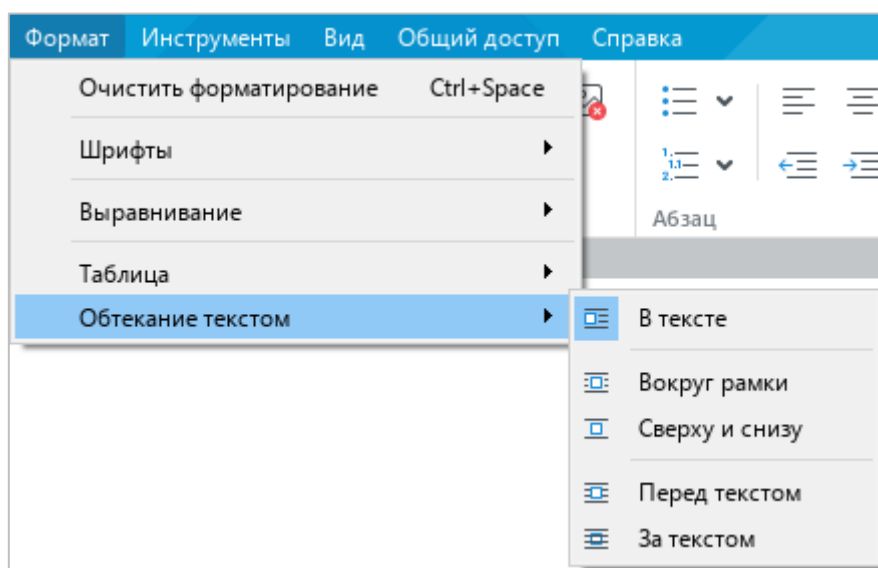 Формат Инструменты Вид Общий доступ Справка
Очистить форматирование Ctrl+Space
Шрифты
Выравнивание
Абзац
Таблица
Обтекание текстом
В тексте
Вокруг рамки
Сверху и снизу
Перед текстом
За текстом